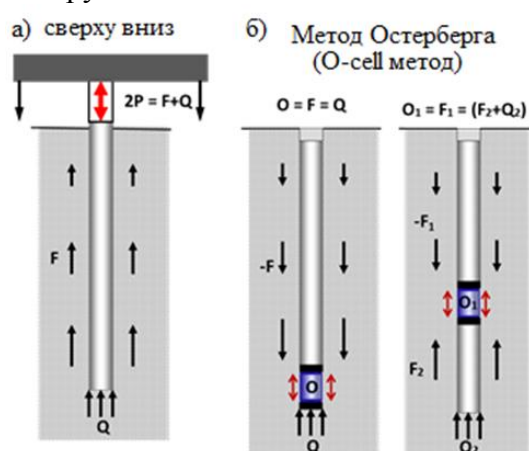 а) сверху вниз
б) Метод Остерберга
(O-cell метод)
2P = F+Q
O = F = Q
O₁ = F₁ = (F₂+Q₂)
F
Q
-F
O
Q
-F₁
O₁
F₂
Q₂